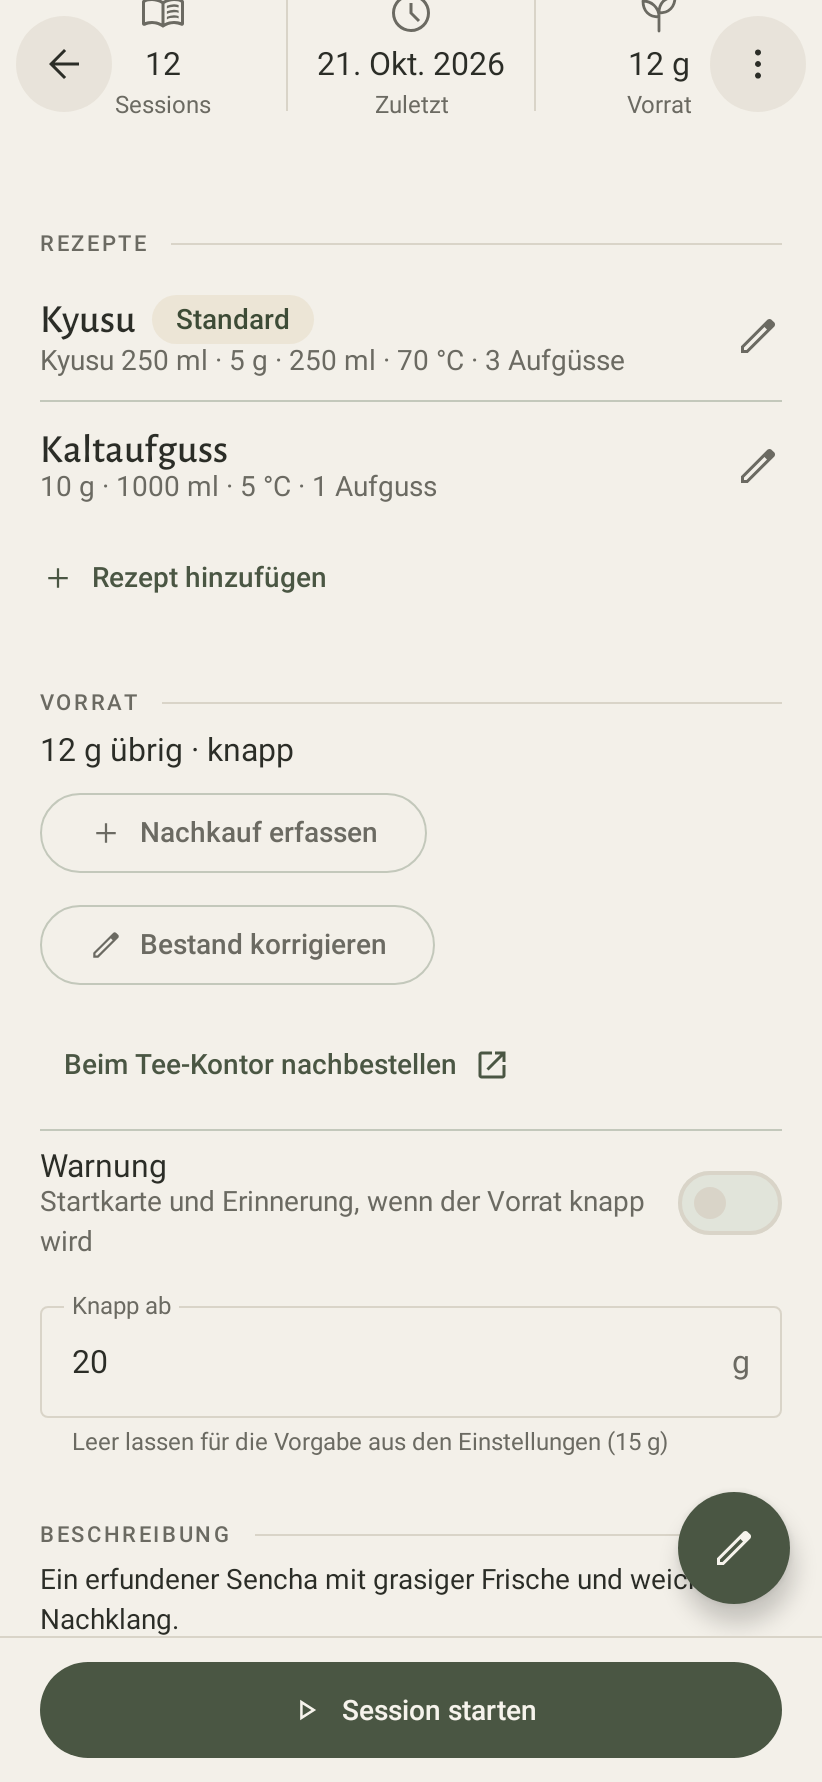 12
Sessions
21. Okt. 2026
Zuletzt
12 g
Vorrat
REZEPTE
Kyusu Standard
Kyusu 250 ml · 5 g · 250 ml · 70 °C · 3 Aufgüsse
Kaltaufguss
10 g · 1000 ml · 5 °C · 1 Aufguss
Rezept hinzufügen
VORRAT
12 g übrig · knapp
Nachkauf erfassen
Bestand korrigieren
Beim Tee-Kontor nachbestellen
Warnung
Startkarte und Erinnerung, wenn der Vorrat knapp
wird
Knapp ab
20 g
Leer lassen für die Vorgabe aus den Einstellungen (15 g)
BESCHREIBUNG
Ein erfundener Sencha mit grasiger Frische und
Nachklang.
Session starten